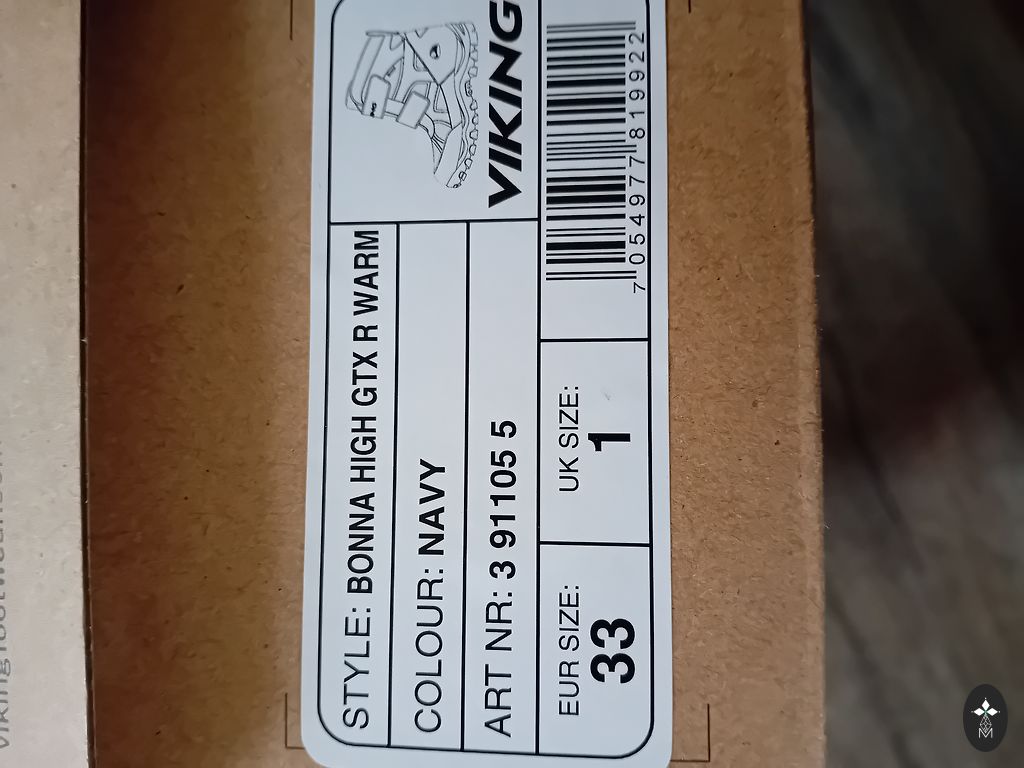 STYLE: BONNA HIGH GTX R WARM
COLOUR: NAVY
ART NR: 3 91105 5
VIKING
EUR SIZE:
33
UK SIZE:
1
7 054977 819922